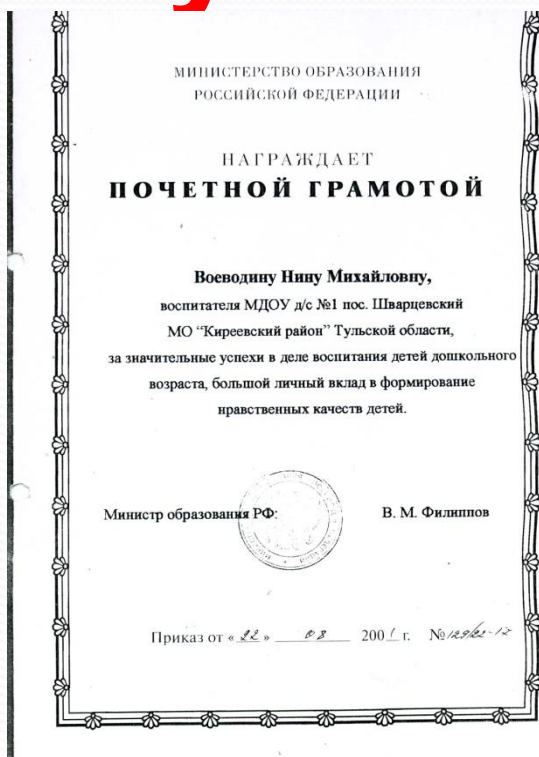 МИНИСТЕРСТВО ОБРАЗОВАНИЯ
РОССИЙСКОЙ ФЕДЕРАЦИИ
НАГРАЖДАЕТ
ПОЧЕТНОЙ ГРАМОТОЙ
Воеводину Нину Михайловну,
воспитателя МДОУ д/с №1 пос. Шварцевский
МО “Киреевский район” Тульской области,
за значительные успехи в деле воспитания детей дошкольного
возраста, большой личный вклад в формирование
нравственных качеств детей.
Министр образования РФ: В. М. Филиппов
Приказ от « 22 » 08 2001 г. №